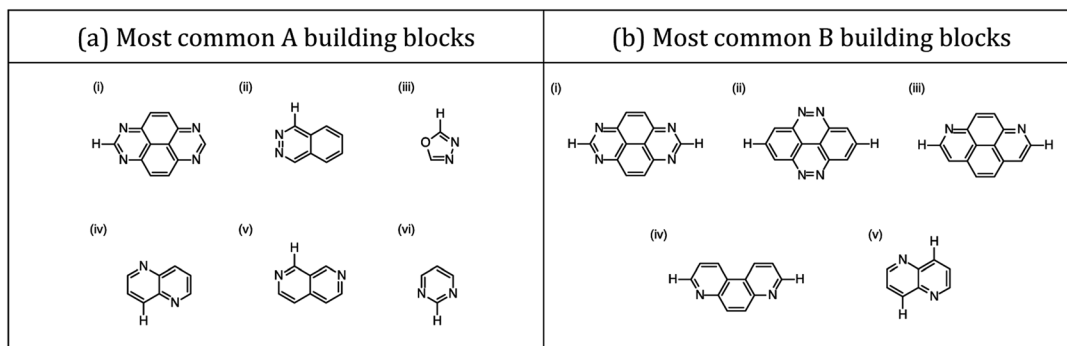 (a) Most common A building blocks
(b) Most common B building blocks
(i)
(ii)
(iii)
H
N
N
N
N
H
N
N
H
O
N
N
(iv)
(v)
(vi)
N
N
H
H
N
N
N
N
H
(i)
(ii)
(iii)
H
N
N
N
N
H
N=N
H
H
N=N
N
N
H
H
(iv)
(v)
H
N
N
H
H
N
N
H